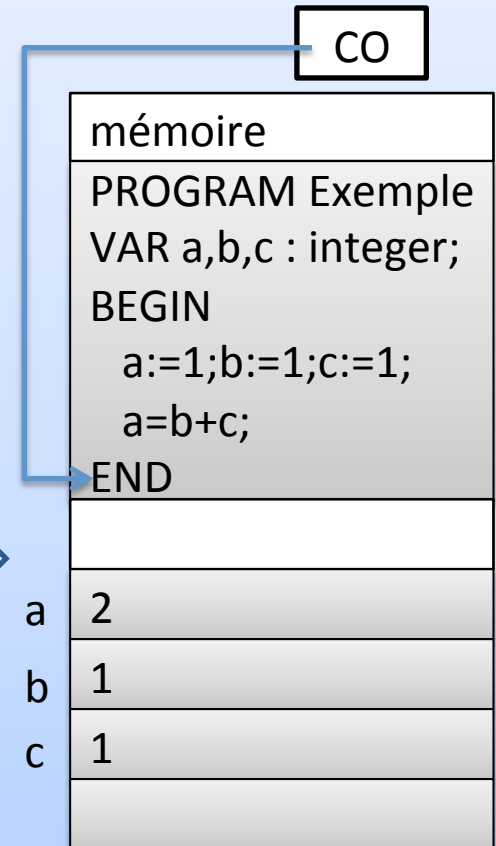 CO
mémoire
PROGRAM Exemple
VAR a,b,c : integer;
BEGIN
a:=1;b:=1;c:=1;
a=b+c;
END
a 2
b 1
c 1